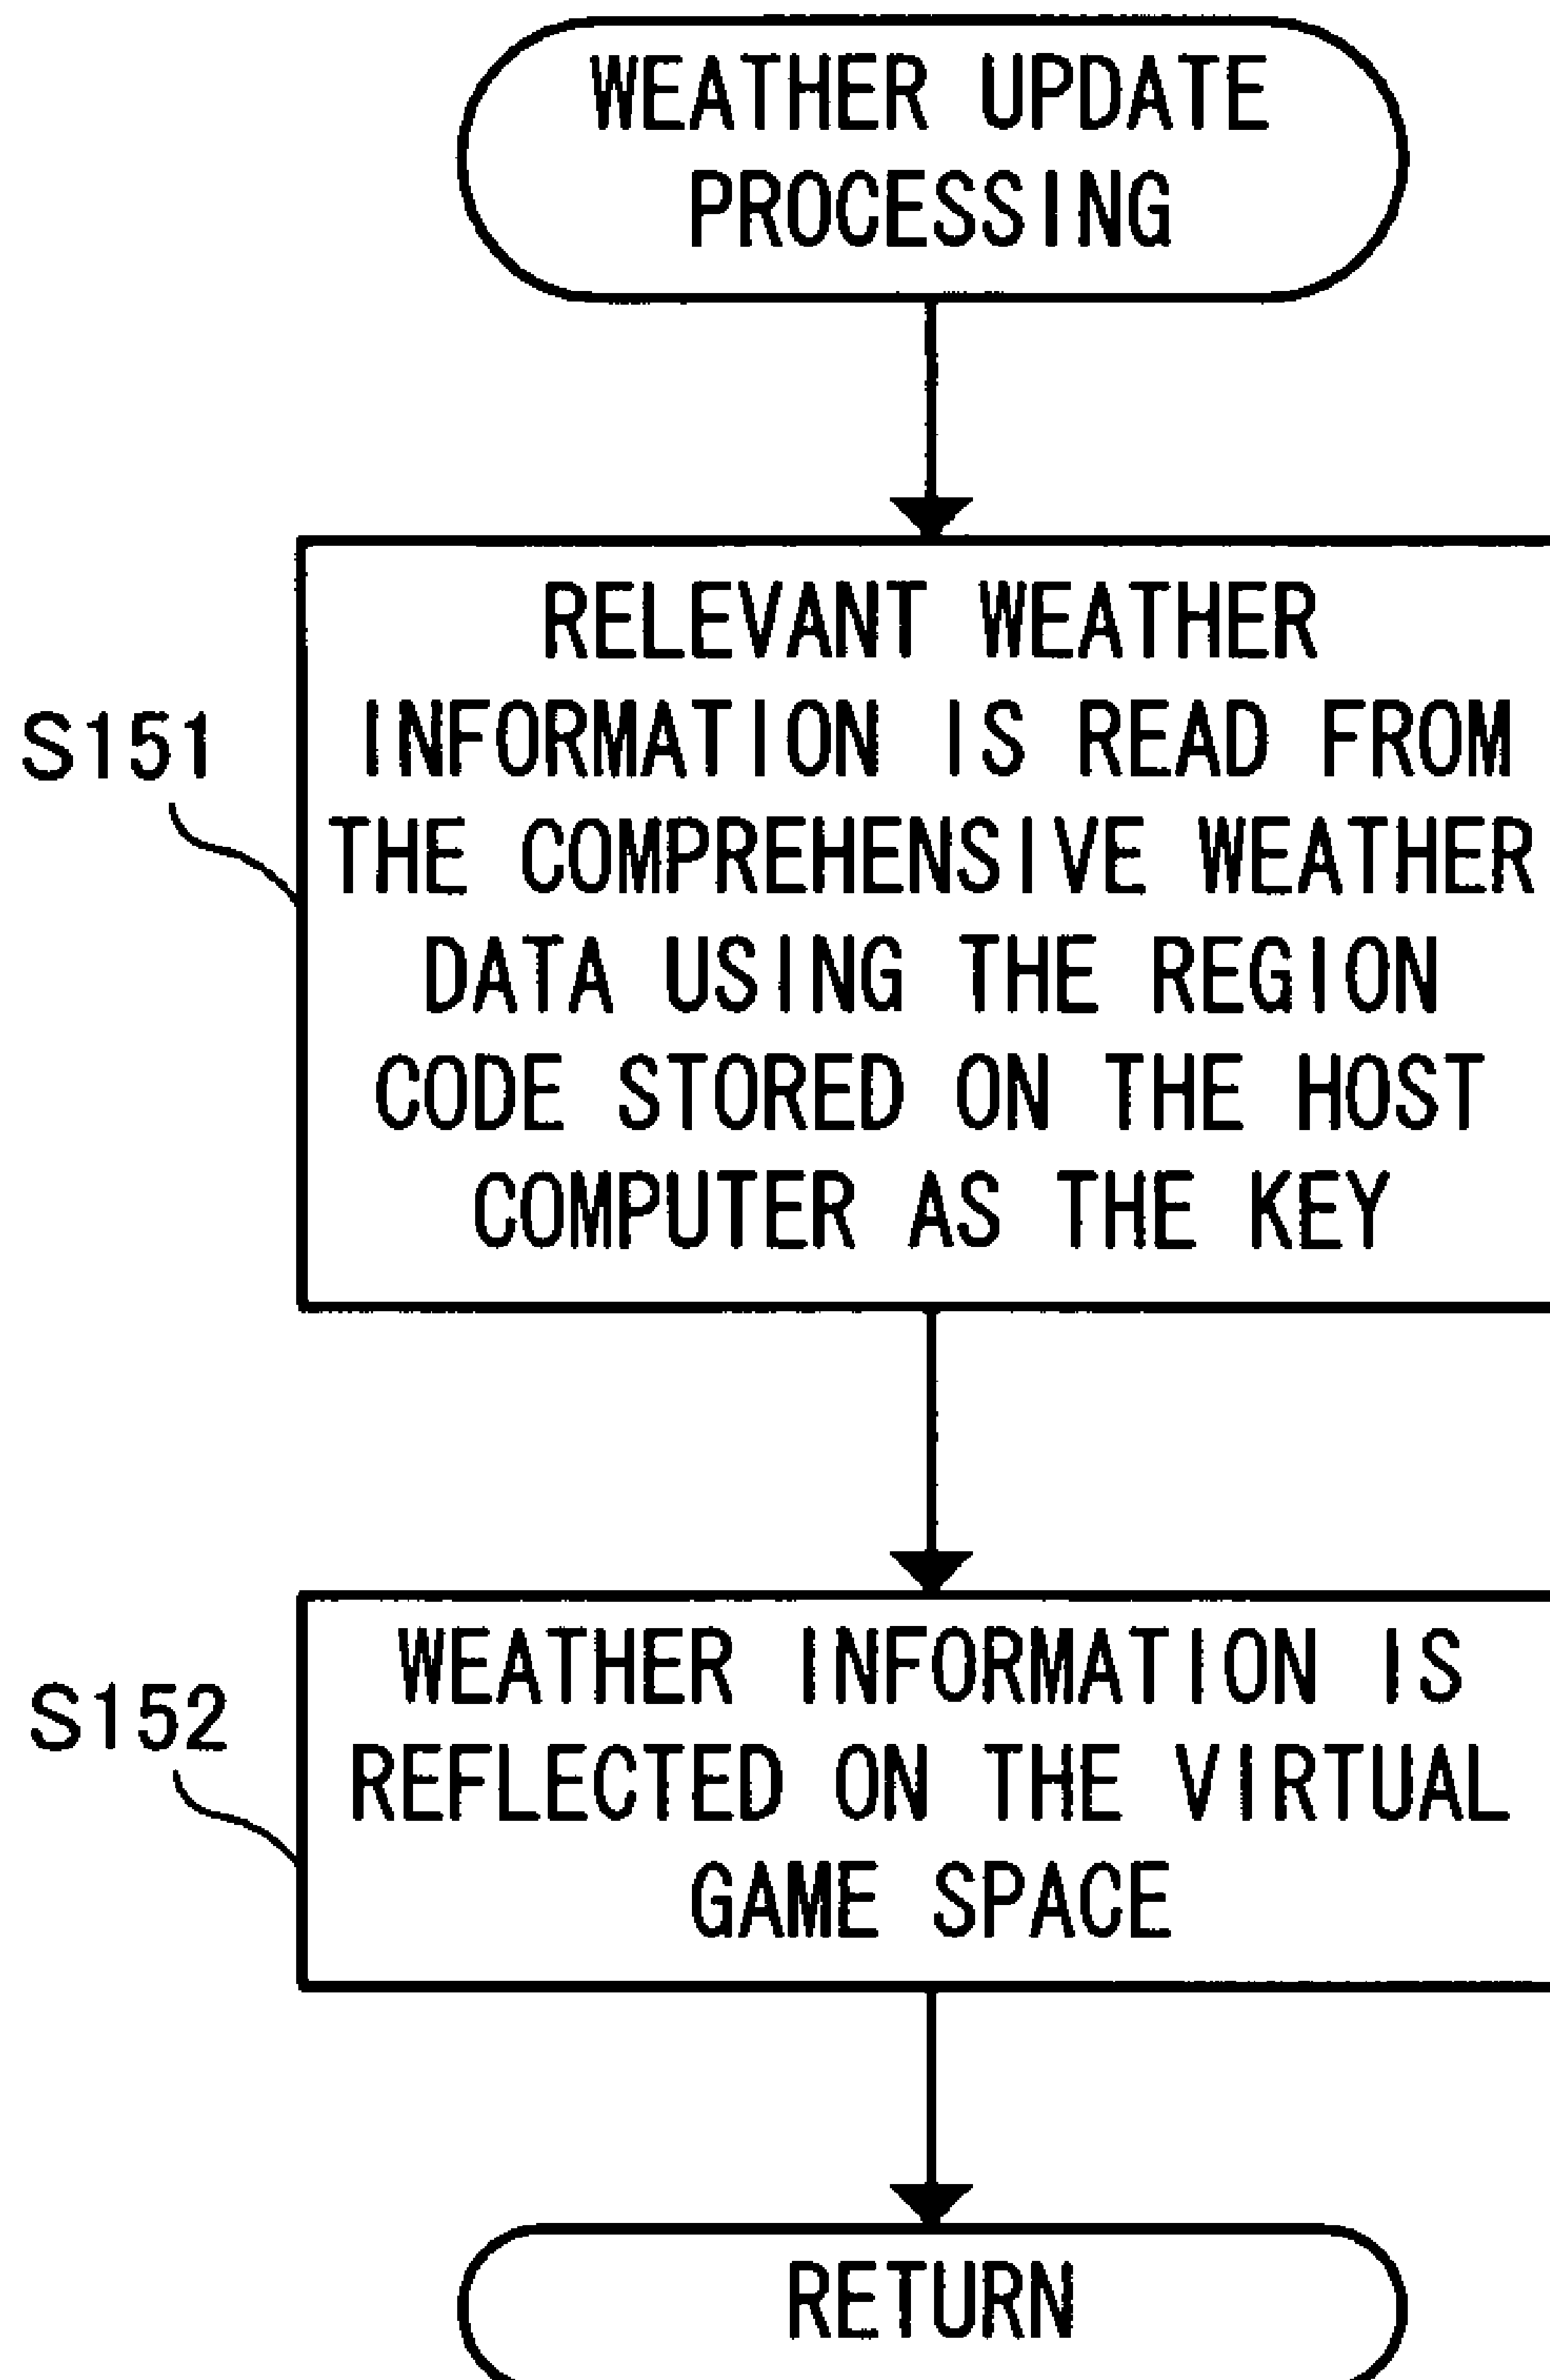 WEATHER UPDATE
PROCESSING
RELEVANT WEATHER
INFORMATION IS READ FROM
THE COMPREHENSIVE WEATHER
DATA USING THE REGION
CODE STORED ON THE HOST
COMPUTER AS THE KEY
S151
WEATHER INFORMATION IS
REFLECTED ON THE VIRTUAL
GAME SPACE
S152
RETURN